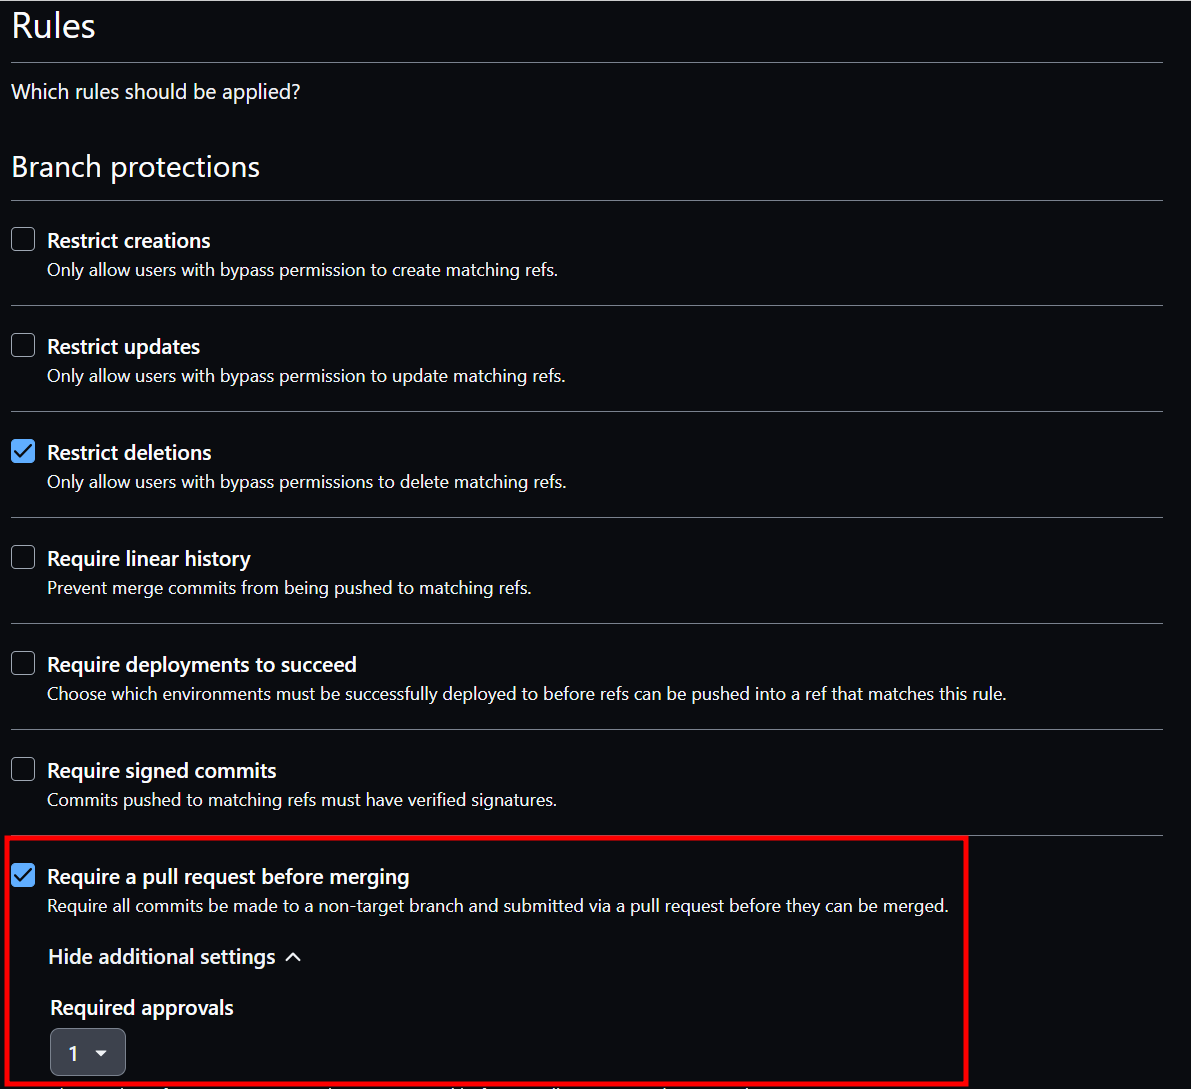 Rules
Which rules should be applied?
Branch protections
Restrict creations
Only allow users with bypass permission to create matching refs.
Restrict updates
Only allow users with bypass permission to update matching refs.
Restrict deletions
Only allow users with bypass permissions to delete matching refs.
Require linear history
Prevent merge commits from being pushed to matching refs.
Require deployments to succeed
Choose which environments must be successfully deployed to before refs can be pushed into a ref that matches this rule.
Require signed commits
Commits pushed to matching refs must have verified signatures.
Require a pull request before merging
Require all commits be made to a non-target branch and submitted via a pull request before they can be merged.
Hide additional settings
Required approvals
1